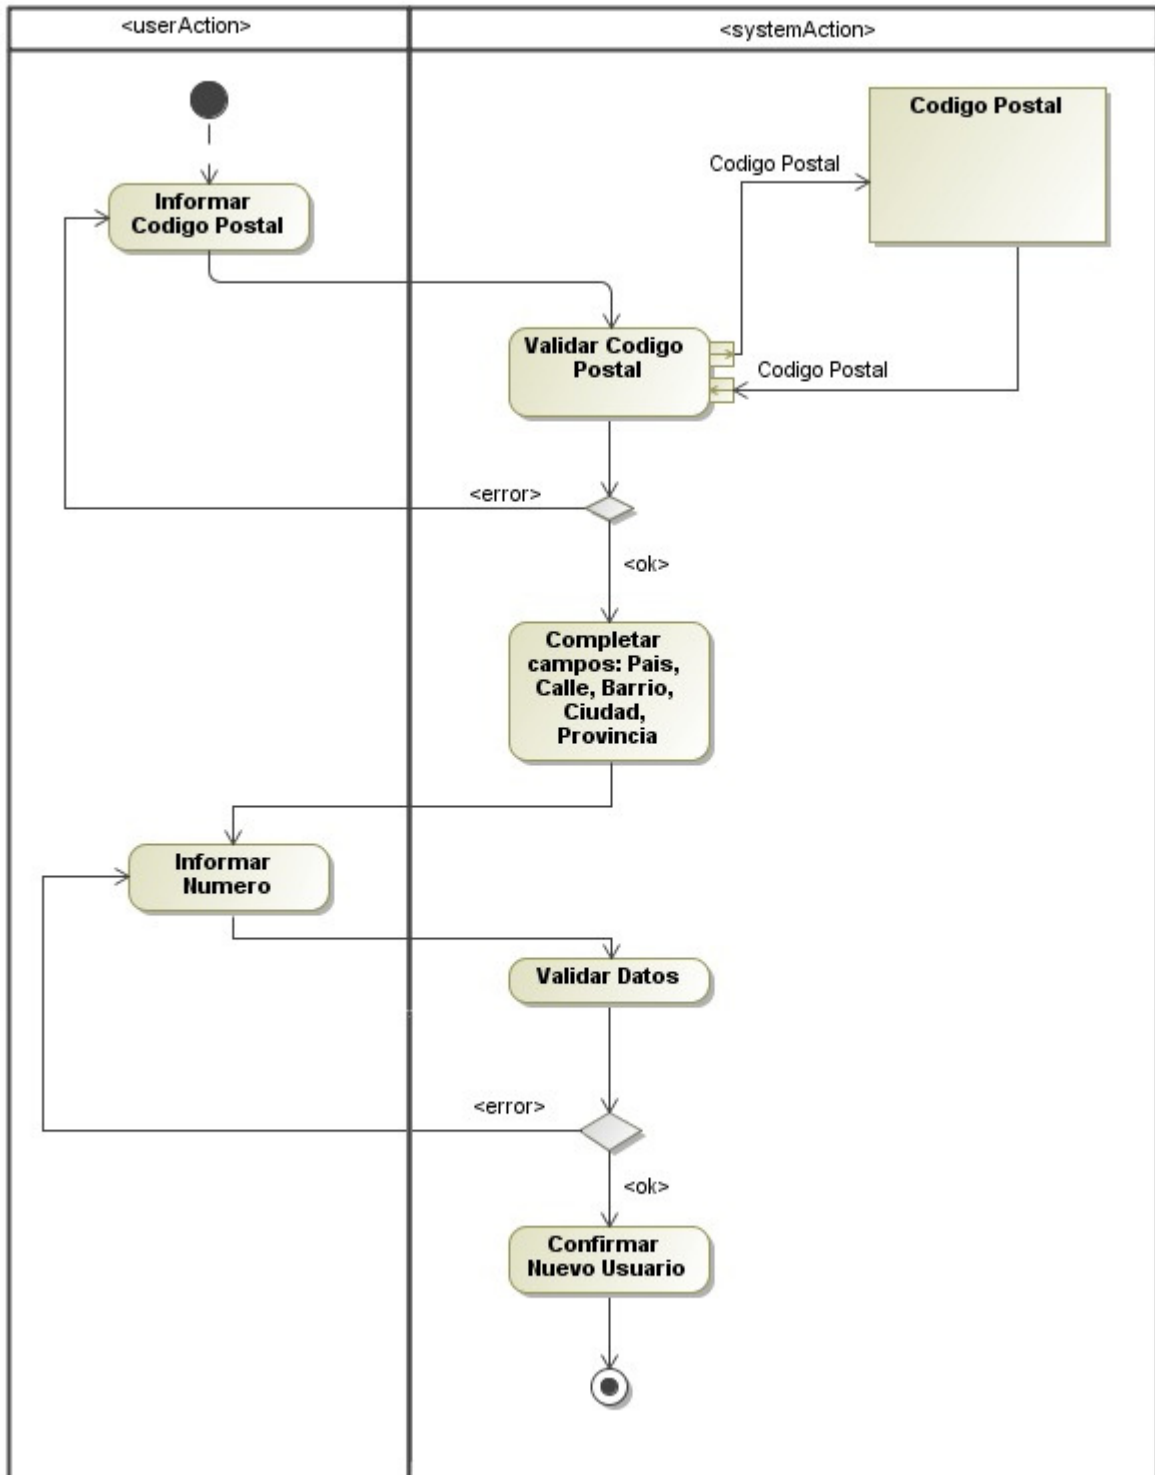 <userAction>
<systemAction>
Codigo Postal
Codigo Postal
Informar
Codigo Postal
Validar Codigo
Postal
Codigo Postal
<error>
<ok>
Completar
campos: Pais,
Calle, Barrio,
Ciudad,
Provincia
Informar
Numero
Validar Datos
<error>
<ok>
Confirmar
Nuevo Usuario